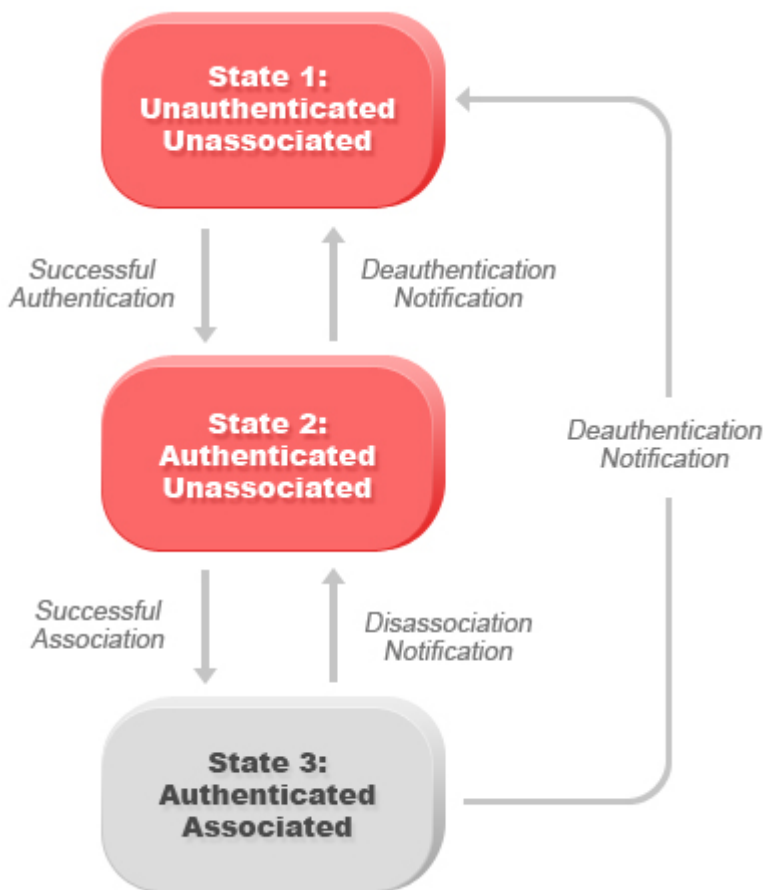 State 1:
Unauthenticated
Unassociated
Successful
Authentication
Deauthentication
Notification
State 2:
Authenticated
Unassociated
Deauthentication
Notification
Successful
Association
Disassociation
Notification
State 3:
Authenticated
Associated